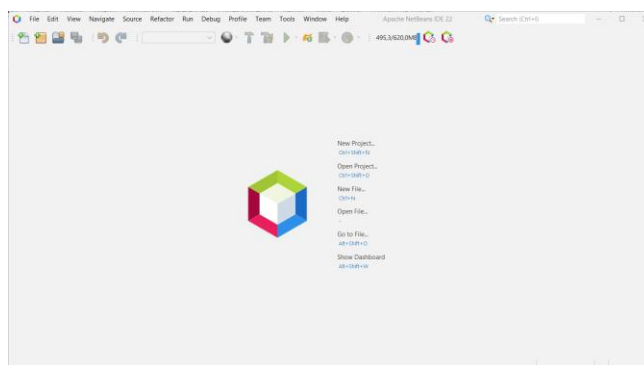 File Edit View Navigate Source Refactor Run Debug Profile Team Tools Window Help Apache NetBeans IDE 22 Search (Ctrl+I)
495,3/620,0MB
New Project...
Ctrl+Shift+N
Open Project...
Ctrl+Shift+O
New File...
Ctrl+N
Open File...
-
Go to File...
Alt+Shift+O
Show Dashboard
Alt+Shift+W